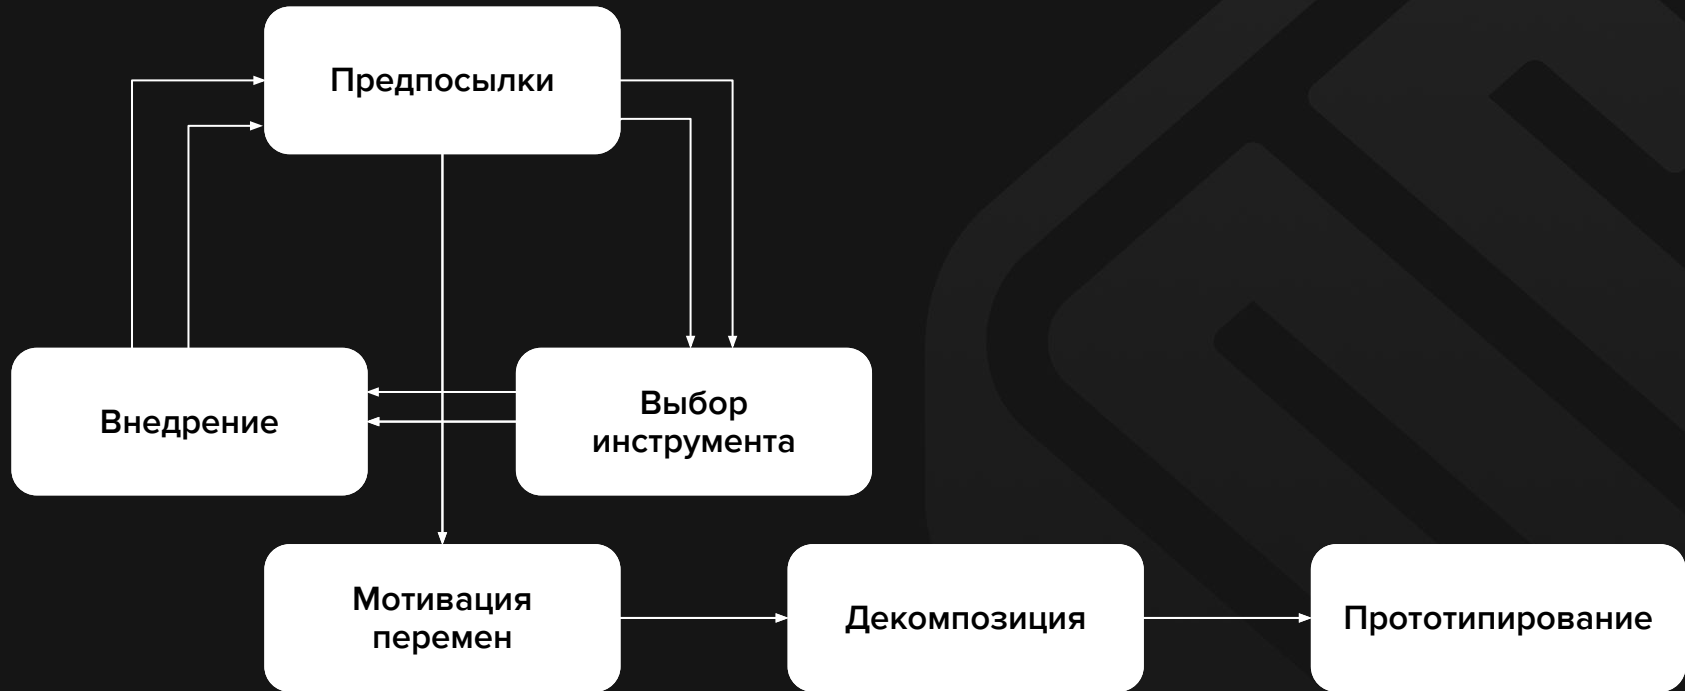 Предпосылки
Внедрение
Выбор
инструмента
Мотивация
перемен
Декомпозиция
Прототипирование